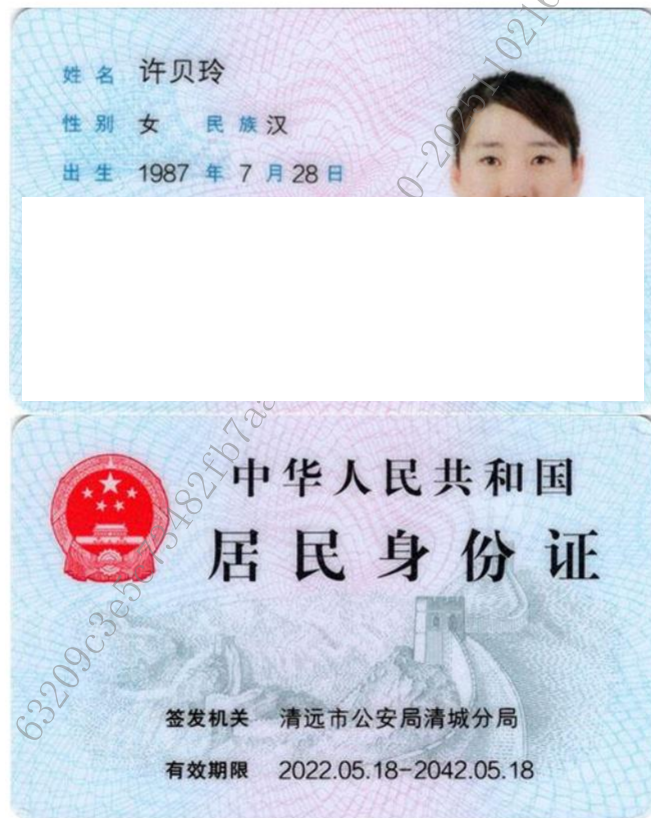 姓名 许贝玲
性别 女 民族 汉
出生 1987 年 7 月 28 日
中华人民共和国
居民身份证
签发机关 清远市公安局清城分局
有效期限 2022.05.18-2042.05.18